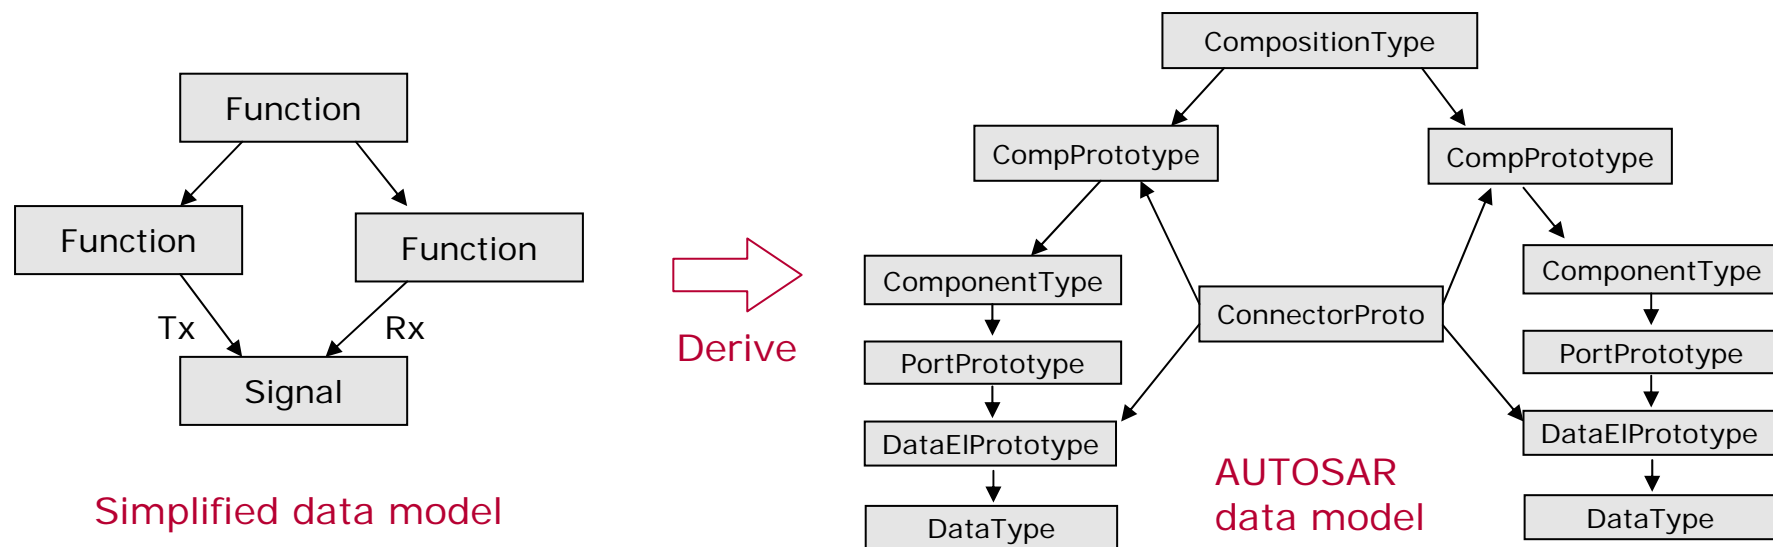 Function
Function
Function
Tx
Rx
Signal
Simplified data model
Derive
CompositionType
CompPrototype
CompPrototype
ComponentType
ComponentType
ConnectorProto
PortPrototype
PortPrototype
DataElPrototype
DataElPrototype
DataType
DataType
AUTOSAR
data model